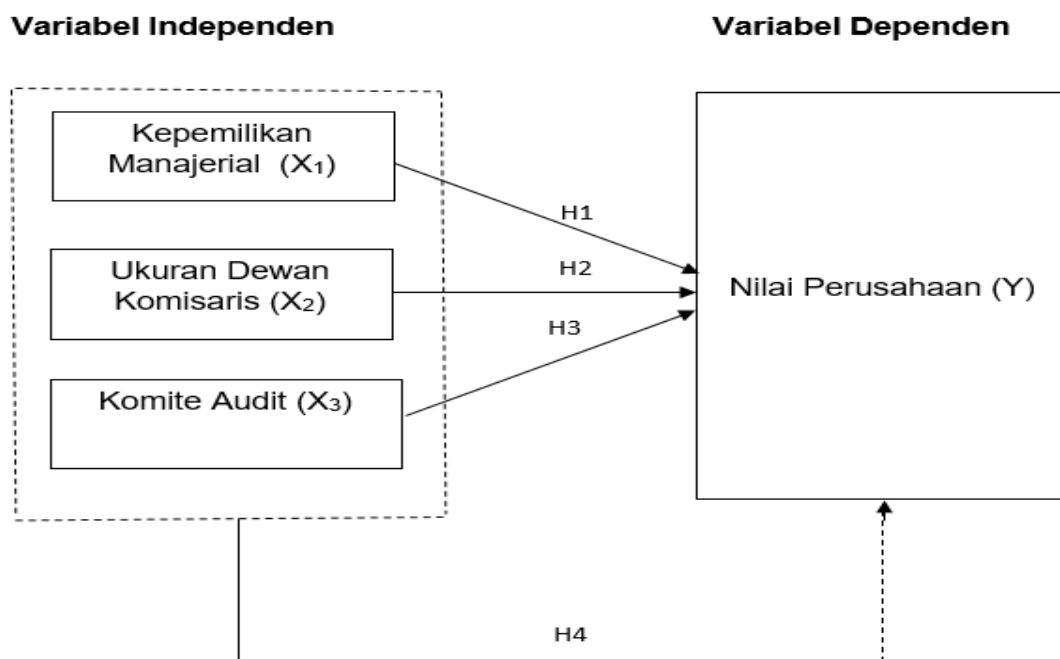 Variabel Independen
Variabel Dependen
Kepemilikan
Manajerial (X₁)
H1
Ukuran Dewan
Komisaris (X₂)
H2
Nilai Perusahaan (Y)
H3
Komite Audit (X₃)
H4